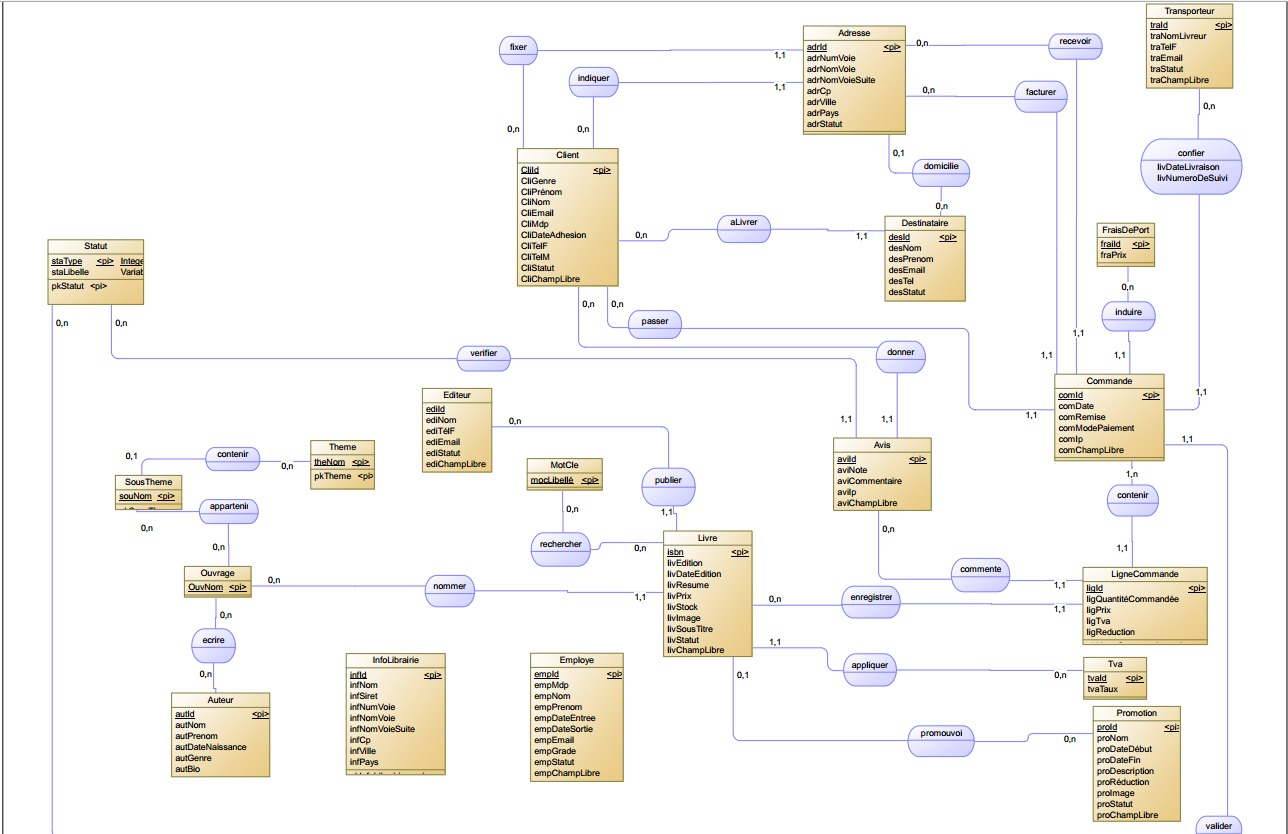 Transporteur
traId <pi>
traNomLivreur
traTelF
traEmail
traStatut
traChampLibre
0,n
confier
livDateLivraison
livNumeroDeSuivi
1,1
Adresse
adrId <pi>
adrNumVoie
adrNomVoie
adrNomVoieSuite
adrCp
adrVille
adrPays
adrStatut
fixer
1,1
0,n
indiquer
1,1
0,n
0,n
recevoir
1,1
0,n
facturer
1,1
0,1
domicilie
0,n
Client
CliId <pi>
CliGenre
CliPrénom
CliNom
CliEmail
CliMdp
CliDateAdhesion
CliTelF
CliTelM
CliStatut
CliChampLibre
0,n
aLivrer
1,1
Destinataire
desId <pi>
desNom
desPrenom
desEmail
desTel
desStatut
FraisDePort
fraiId <pi>
fraPrix
0,n
induire
1,1
Statut
staType <pi> Intege
staLibelle Variab
pkStatut <pi>
0,n
0,n
0,n
0,n
passer
1,1
verifier
1,1
donner
1,1
Commande
comId <pi>
comDate
comRemise
comModePaiement
comIp
comChampLibre
1,1
1,n
contenir
1,1
Editeur
ediId
ediNom
ediTélF
ediEmail
ediStatut
ediChampLibre
0,n
publier
1,1
Avis
aviId <pi>
aviNote
aviCommentaire
aviIp
aviChampLibre
0,n
commente
1,1
contenir
0,1
0,n
Theme
theNom <pi>
pkTheme <pi
SousTheme
souNom <pi>
0,n
appartenir
0,n
MotCle
mocLibellé <pi>
0,n
rechercher
0,n
Livre
isbn <pi>
livEdition
livDateEdition
livResume
livPrix
livStock
livImage
livSousTitre
livStatut
livChampLibre
Ouvrage
OuvNom <pi>
0,n
nommer
1,1
0,n
enregistrer
1,1
LigneCommande
ligId <pi>
ligQuantitéCommandée
ligPrix
ligTva
ligReduction
0,n
ecrire
0,n
1,1
appliquer
0,n
Tva
tvaId <pi>
tvaTaux
0,1
promouvoi
0,n
Auteur
autId <pi>
autNom
autPrenom
autDateNaissance
autGenre
autBio
InfoLibrairie
infId <pi>
infNom
infSiret
infNumVoie
infNomVoie
infNomVoieSuite
infCp
infVille
infPays
Employe
empId <pi
empMdp
empNom
empPrenom
empDateEntree
empDateSortie
empEmail
empGrade
empStatut
empChampLibre
Promotion
proId <pi
proNom
proDateDébut
proDateFin
proDescription
proRéduction
proImage
proStatut
proChampLibre
valider